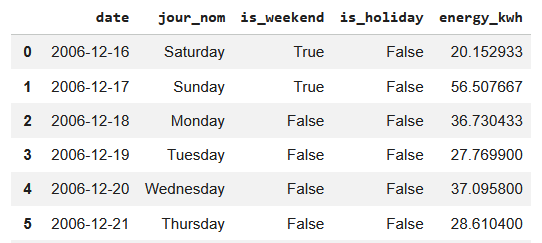 date jour_nom is_weekend is_holiday energy_kwh
0 2006-12-16 Saturday True False 20.152933
1 2006-12-17 Sunday True False 56.507667
2 2006-12-18 Monday False False 36.730433
3 2006-12-19 Tuesday False False 27.769900
4 2006-12-20 Wednesday False False 37.095800
5 2006-12-21 Thursday False False 28.610400